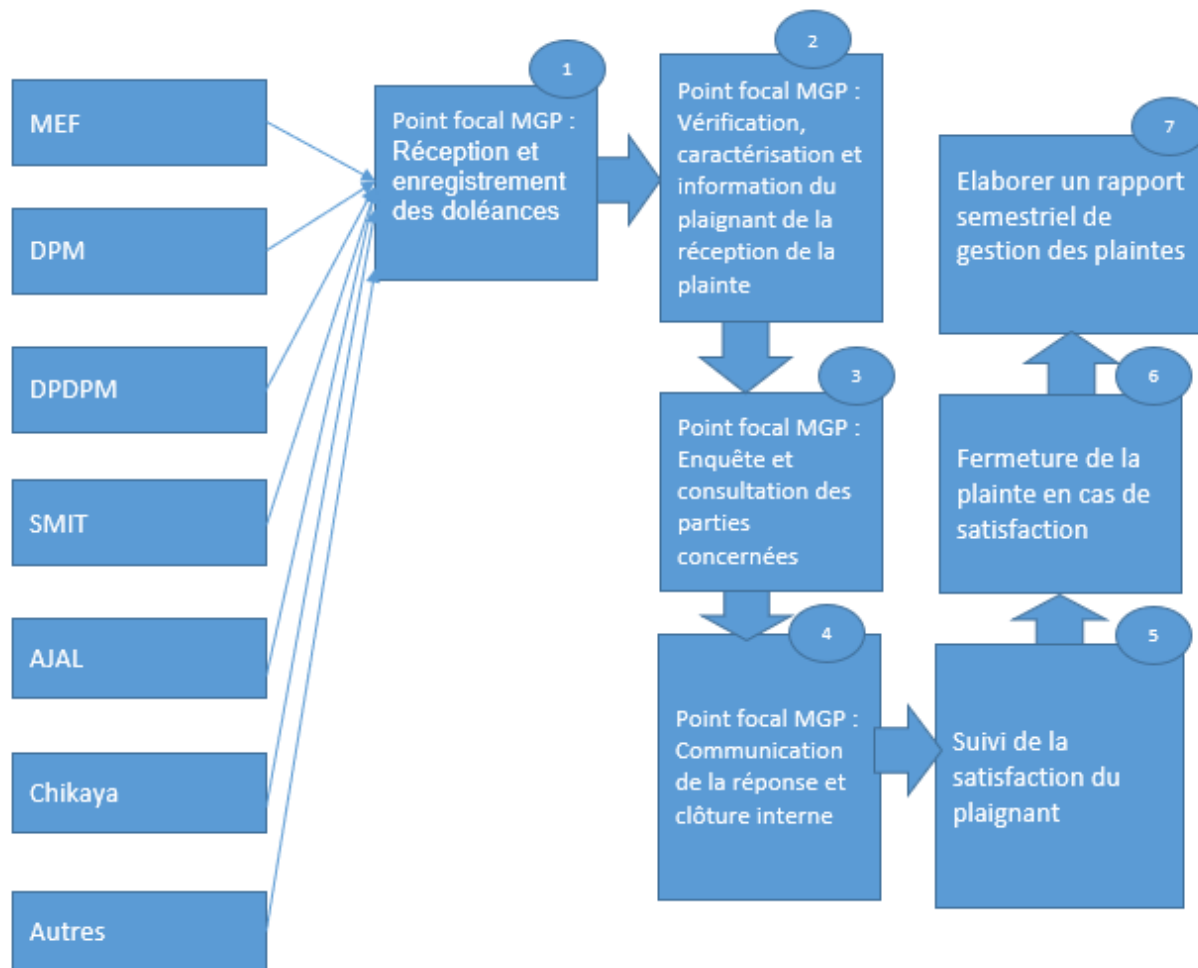 MEF
DPM
DPDPM
SMIT
AJAL
Chikaya
Autres
1
Point focal MGP :
Réception et
enregistrement
des doléances
2
Point focal MGP :
Vérification,
caractérisation et
information du
plaignant de la
réception de la
plainte
3
Point focal MGP :
Enquête et
consultation des
parties
concernées
4
Point focal MGP :
Communication
de la réponse et
clôture interne
5
Suivi de la
satisfaction du
plaignant
6
Fermeture de la
plainte en cas de
satisfaction
7
Elaborer un rapport
semestriel de
gestion des plaintes